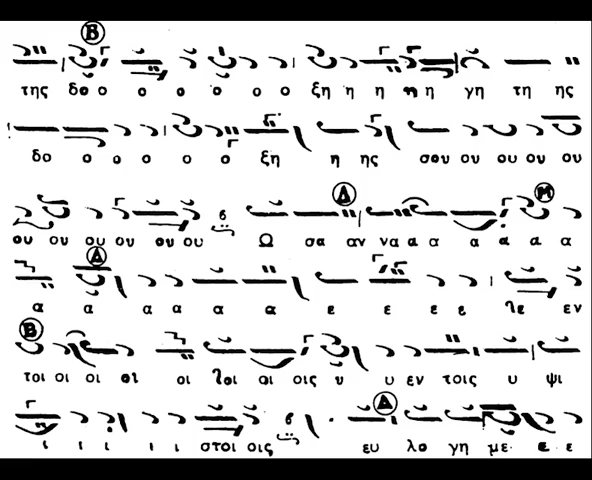 Β
της δο ο ο ο ο ο ο ξη η η η η γη τη ης
δο ο ο ο ο ο ξη η ης σου ου ου ου ου
ου ου ου ου ου ου Ω σα αν να α α α α α α
Δ Μ
Δ
α α α α α α ε ε ε ε λε εν
Β
τοι οι οι οι οι λοι οι οις υ υ εν τοις υ ψι
Δ
ι ι ι ι ι στοι οις ευ λο γη με ε ε